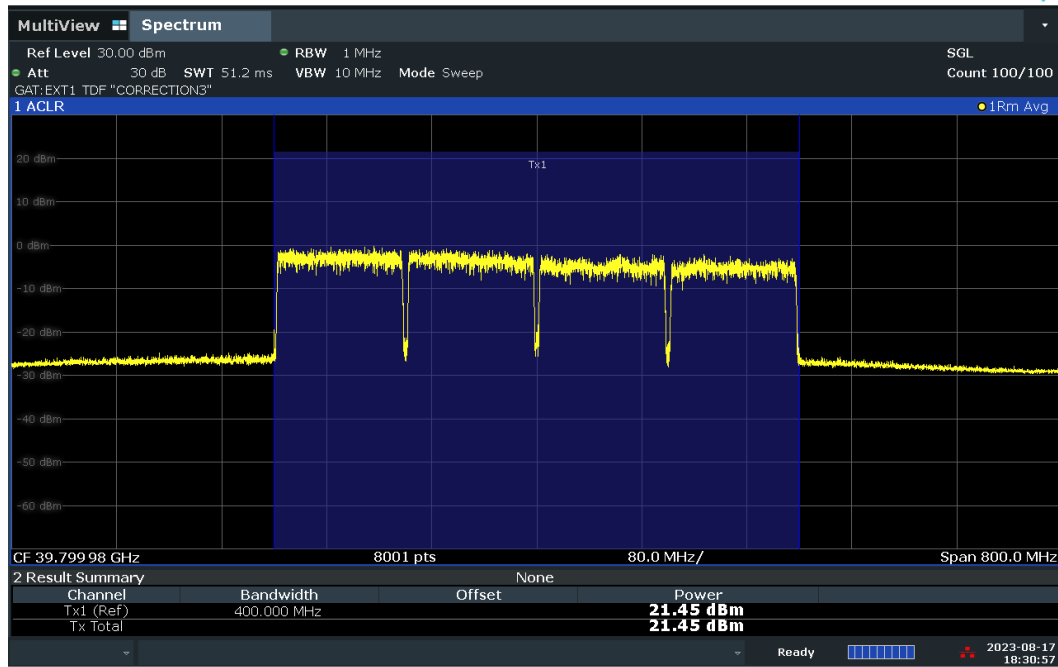 MultiView Spectrum
Ref Level 30.00 dBm RBW 1 MHz SGL
Att 30 dB SWT 51.2 ms VBW 10 MHz Mode Sweep Count 100/100
GAT:EXT1 TDF "CORRECTION3"
1 ACLR 1Rm Avg
Tx1
20 dBm
10 dBm
0 dBm
-10 dBm
-20 dBm
-30 dBm
-40 dBm
-50 dBm
-60 dBm
CF 39.79998 GHz 8001 pts 80.0 MHz/ Span 800.0 MHz
2 Result Summary None
Channel Bandwidth Offset Power
Tx1 (Ref) 400.000 MHz 21.45 dBm
Tx Total 21.45 dBm
Ready 2023-08-17
18:30:57